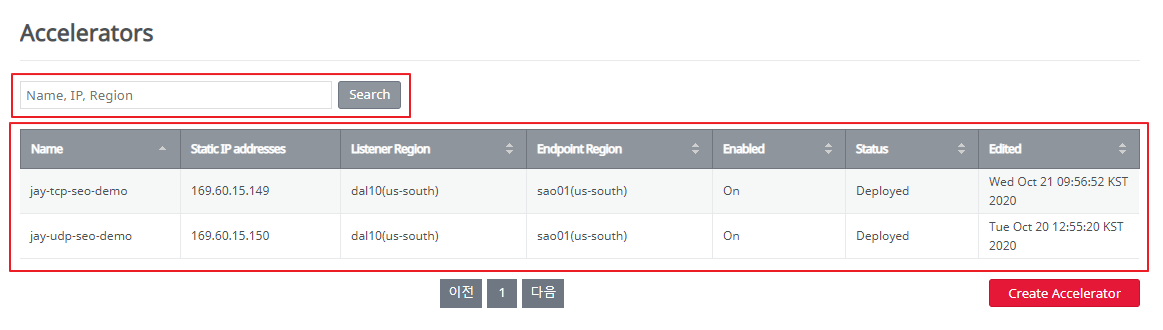 Accelerators
Name, IP, Region Search
Name Static IP addresses Listener Region Endpoint Region Enabled Status Edited
jay-tcp-seo-demo 169.60.15.149 dal10(us-south) sao01(us-south) On Deployed Wed Oct 21 09:56:52 KST
2020
jay-udp-seo-demo 169.60.15.150 dal10(us-south) sao01(us-south) On Deployed Tue Oct 20 12:55:20 KST
2020
이전 1 다음 Create Accelerator